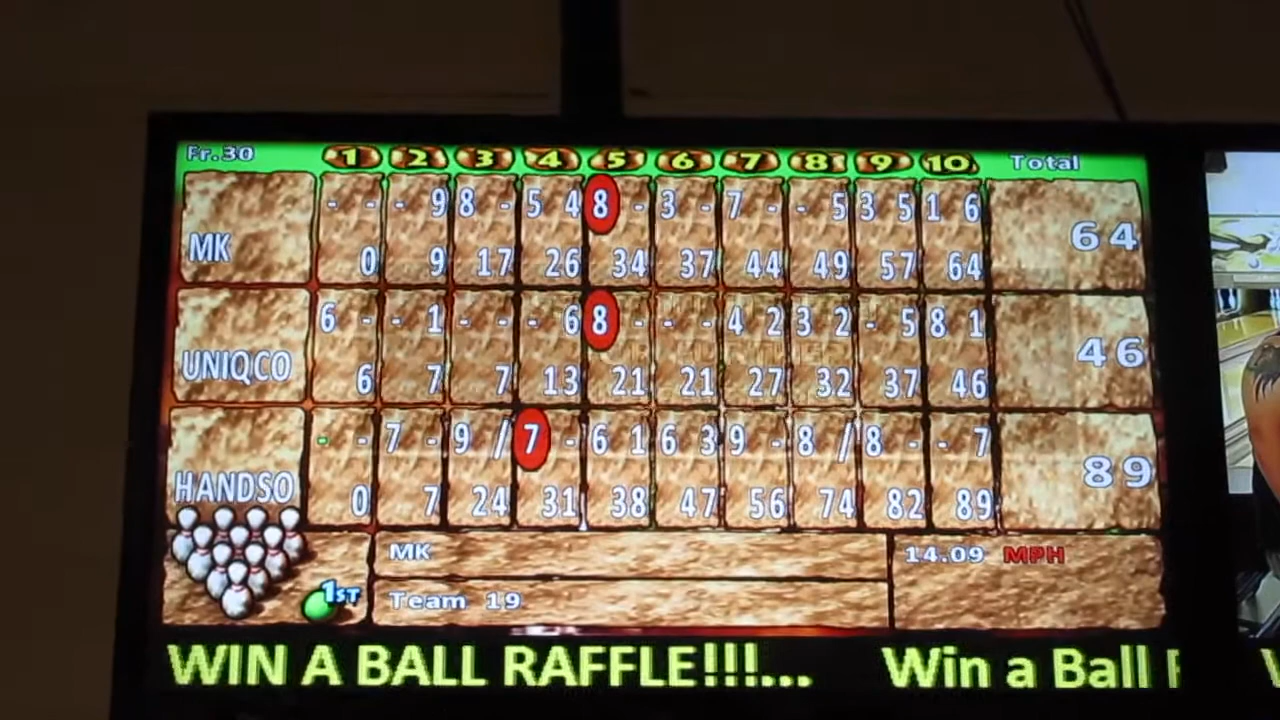 Fr.30 1 2 3 4 5 6 7 8 9 10 Total
- - - 9 8 - 5 4 8 - 3 - 7 - - 5 3 5 1 6
MK 0 9 17 26 34 37 44 49 57 64 64
6 - - 1 - - - 6 8 - - - 4 2 3 2 - 5 8 1
UNIQCO 6 7 7 13 21 21 27 32 37 46 46
- - 7 - 9 / 7 - 6 1 6 3 9 - 8 / 8 - - 7
HANDSO 0 7 24 31 38 47 56 74 82 89 89
MK 14.09 MPH
1ST Team 19
WIN A BALL RAFFLE!!!... Win a Ball